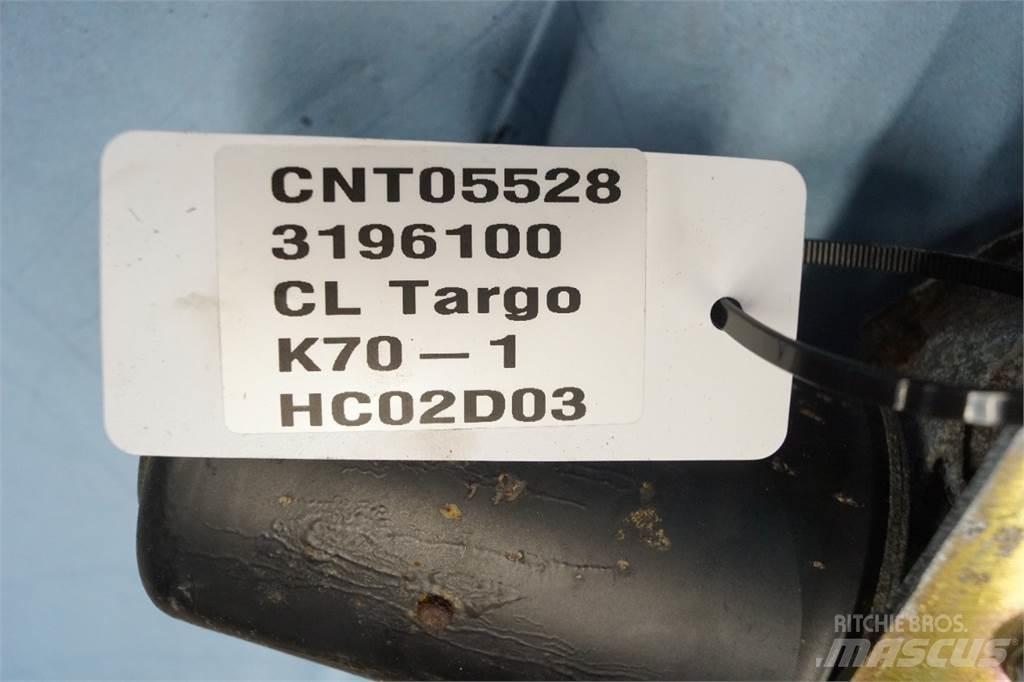 CNT05528
3196100
CL Targo
K70 — 1
HC02D03
RITCHIE BROS.
MASCUS